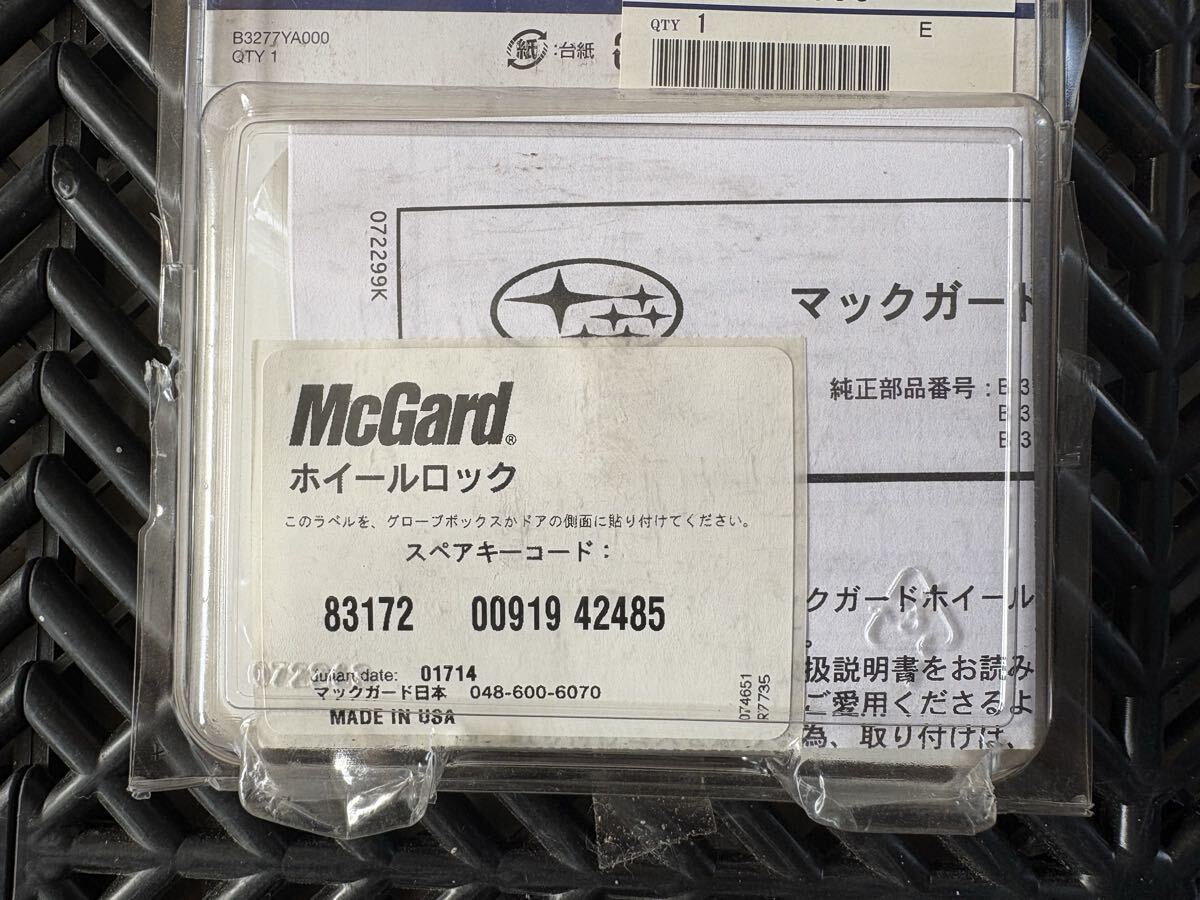 B3277YA000
QTY 1
紙:台紙
QTY 1
E
072299K
マックガード
純正部品番号:B3
B3
B3
McGard®
ホイールロック
このラベルを、グローブボックスかドアの側面に貼り付けてください。
スペアキーコード:
83172 00919 42485
Julian date: 01714
マックガード日本 048-600-6070
MADE IN USA
074651
R7735
クガードホイール
。
扱説明書をお読み
ご愛用くださるよ
為、取り付けは、